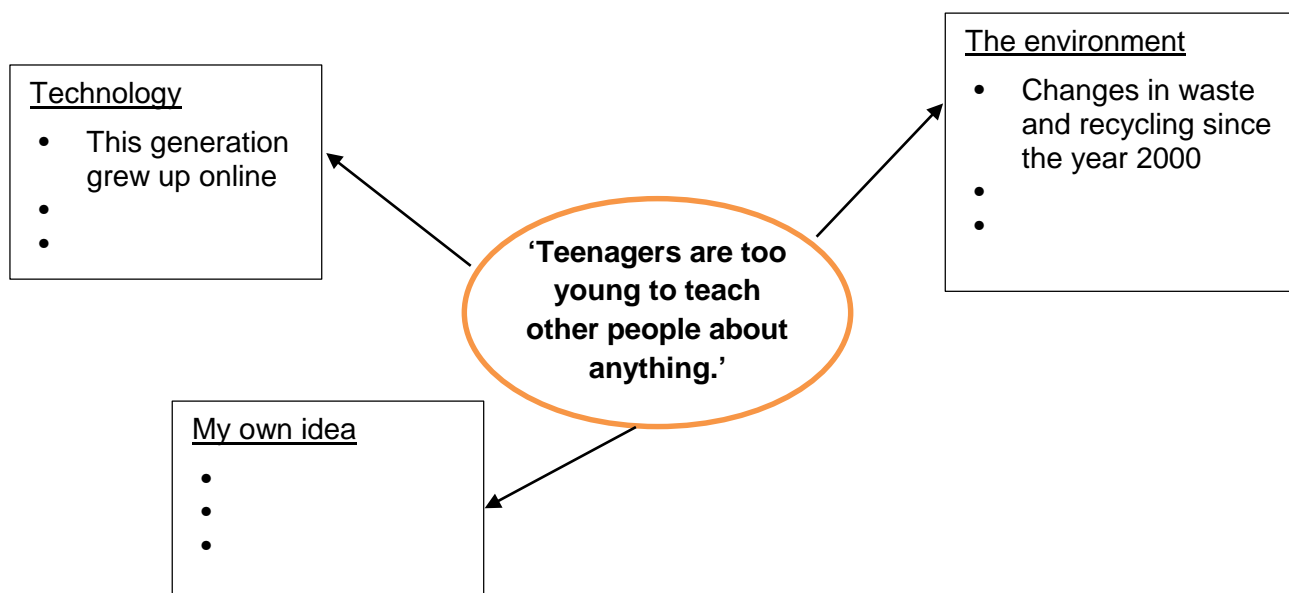 Technology
• This generation
grew up online
•
•
The environment
• Changes in waste
and recycling since
the year 2000
•
•
‘Teenagers are too
young to teach
other people about
anything.’
My own idea
•
•
•